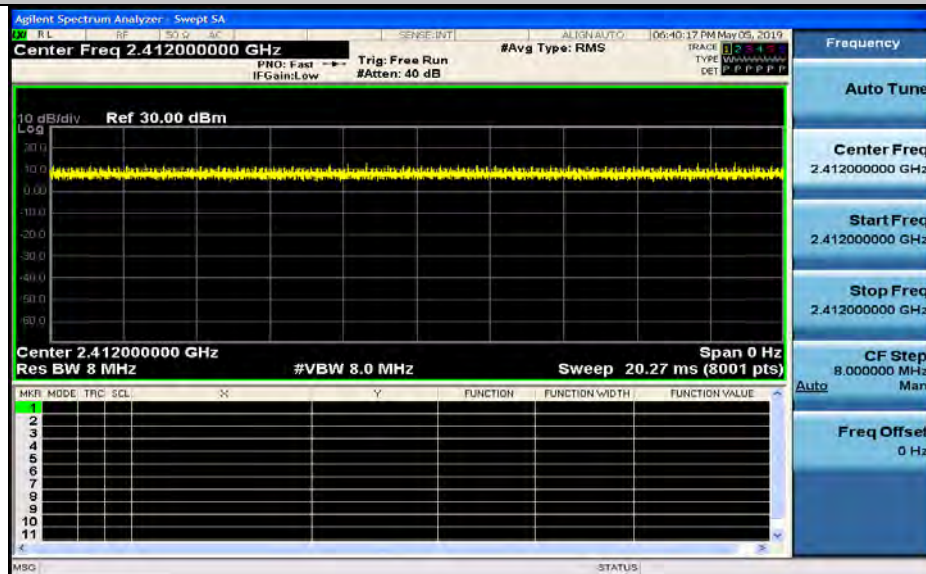 Agilent Spectrum Analyzer - Swept SA
RL RF 50 Ω AC SENSE:INT ALIGN AUTO 06:40:17 PM May 05, 2019
Center Freq 2.412000000 GHz #Avg Type: RMS TRACE 1 2 3 4 5 6
PNO: Fast Trig: Free Run TYPE
IFGain:Low #Atten: 40 dB DET P P P P P P
10 dB/div Ref 30.00 dBm
Log
10.0
0.00
-10.0
-20.0
-30.0
-40.0
-50.0
-60.0
Center 2.412000000 GHz Span 0 Hz
Res BW 8 MHz #VBW 8.0 MHz Sweep 20.27 ms (8001 pts)
MKR MODE TRC SCL X Y FUNCTION FUNCTION WIDTH FUNCTION VALUE
1
2
3
4
5
6
7
8
9
10
11
MSG STATUS
Frequency
Auto Tune
Center Freq
2.412000000 GHz
Start Freq
2.412000000 GHz
Stop Freq
2.412000000 GHz
CF Step
8.000000 MHz
Auto Man
Freq Offset
0 Hz